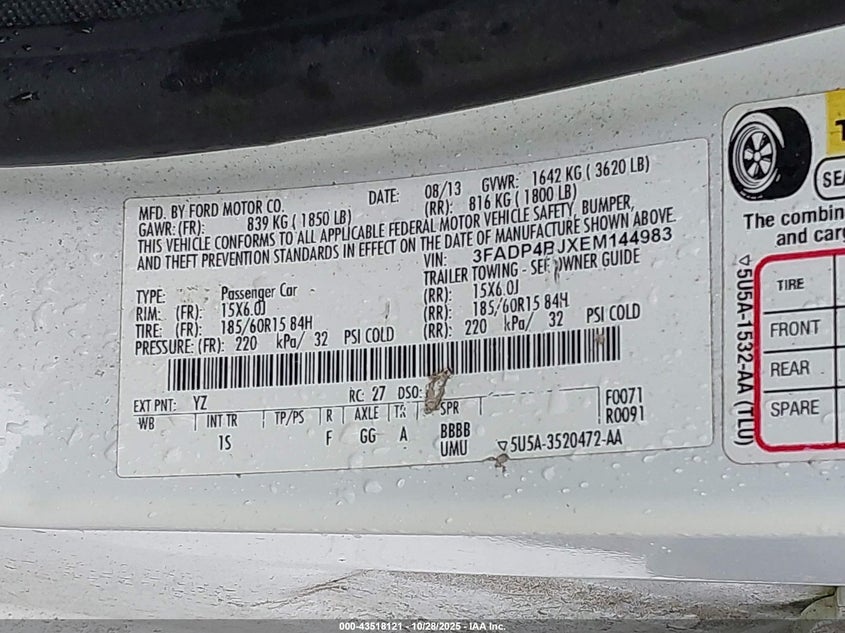 MFD. BY FORD MOTOR CO. DATE: 08/13 GVWR: 1642 KG ( 3620 LB)
GAWR:(FR): 839 KG ( 1850 LB) (RR): 816 KG ( 1800 LB)
THIS VEHICLE CONFORMS TO ALL APPLICABLE FEDERAL MOTOR VEHICLE SAFETY, BUMPER,
AND THEFT PREVENTION STANDARDS IN EFFECT ON THE DATE OF MANUFACTURE SHOWN ABOVE.
VIN: 3FADP4BJXEM144983
TYPE: Passenger Car TRAILER TOWING - SEE OWNER GUIDE
RIM: (FR): 15X6.0J (RR): 15X6.0J
TIRE: (FR): 185/60R15 84H (RR): 185/60R15 84H
PRESSURE: (FR): 220 kPa/ 32 PSI COLD (RR): 220 kPa/ 32 PSI COLD
EXT PNT: YZ RC: 27 DSO: F0071
WB INT TR TP/PS R AXLE TR SPR R0091
1S F GG A BBBB
UMU ▽5U5A-3520472-AA
SEA
The combin
and carg
▽5U5A-1532-AA (TLU)
TIRE
FRONT
REAR
SPARE
000-43518121 - 10/28/2025 - IAA Inc.